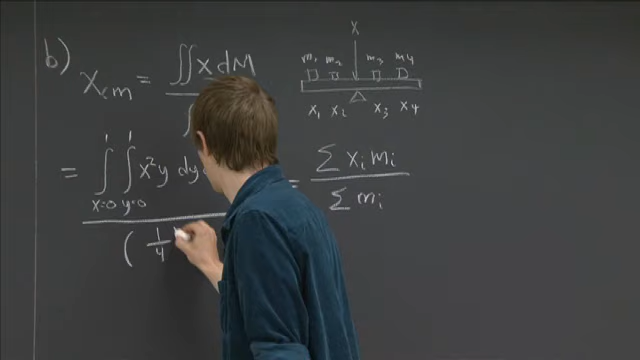 b) X_cm = ∬ x dM
= ∫_{x=0}^{1} ∫_{y=0}^{1} x²y dy
( 1/4
x
m₁ m₂ m₃ m₄
x₁ x₂ x₃ x₄
= Σ xᵢ mᵢ / Σ mᵢ